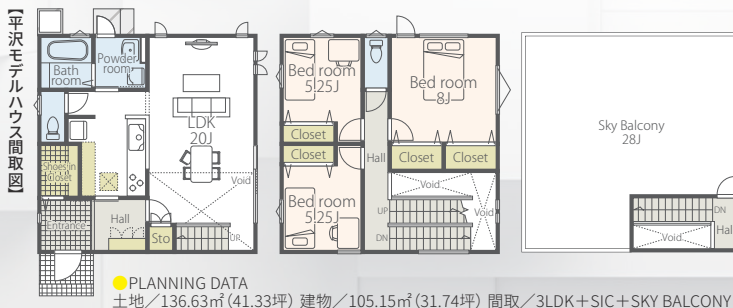 【平沢モデルハウス間取図】
Bath
room
Powder
room
LDK
20J
Shoes in
Closet
Void
Entrance
Hall
Sto
UP
Bed room
5.25J
Closet
Closet
Bed room
5.25J
Hall
Bed room
8J
Closet
Closet
Void
UP
Void
DN
Sky Balcony
28J
DN
Hall
Void
●PLANNING DATA
土地／136.63㎡(41.33坪) 建物／105.15㎡(31.74坪) 間取／3LDK＋SIC＋SKY BALCONY